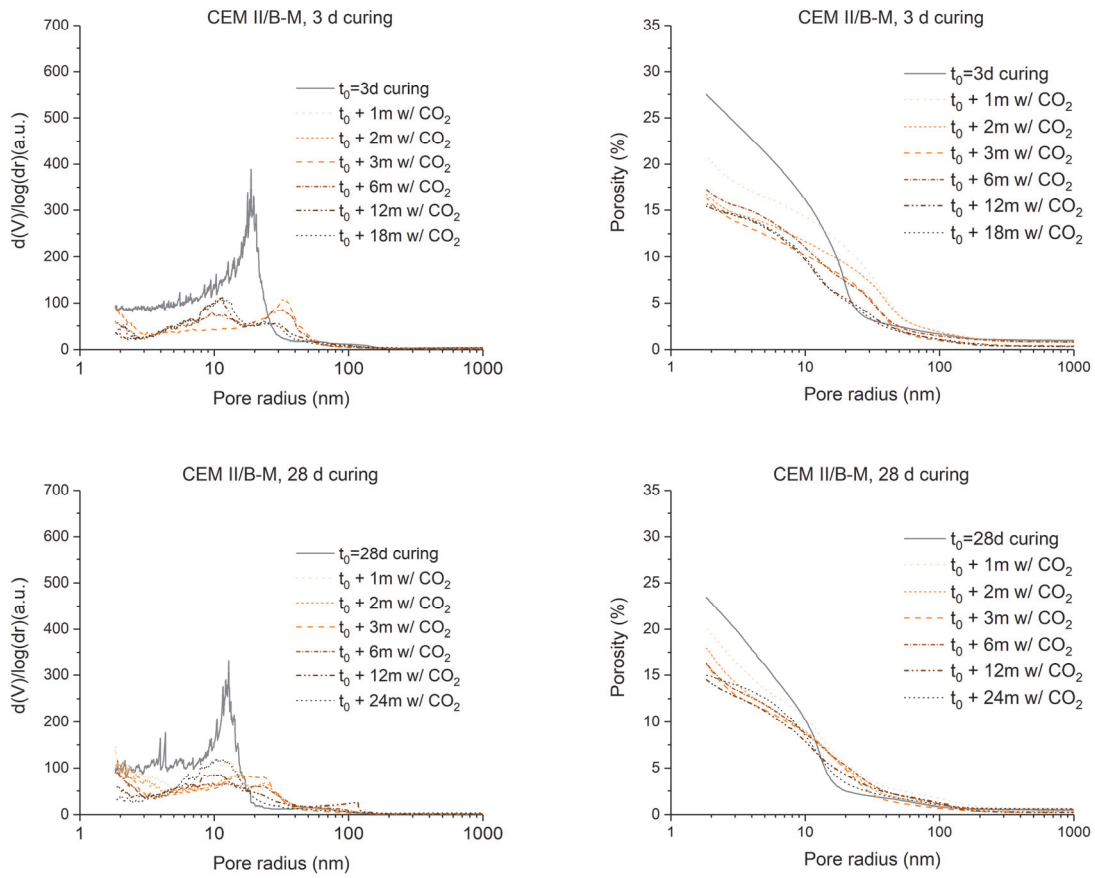 CEM II/B-M, 3 d curing
700
600
500
400
300
200
100
0
d(V)/log(dr)(a.u.)
t₀=3d curing
t₀ + 1m w/ CO₂
t₀ + 2m w/ CO₂
t₀ + 3m w/ CO₂
t₀ + 6m w/ CO₂
t₀ + 12m w/ CO₂
t₀ + 18m w/ CO₂
1 10 100 1000
Pore radius (nm)
CEM II/B-M, 3 d curing
35
30
25
20
15
10
5
0
Porosity (%)
t₀=3d curing
t₀ + 1m w/ CO₂
t₀ + 2m w/ CO₂
t₀ + 3m w/ CO₂
t₀ + 6m w/ CO₂
t₀ + 12m w/ CO₂
t₀ + 18m w/ CO₂
1 10 100 1000
Pore radius (nm)
CEM II/B-M, 28 d curing
700
600
500
400
300
200
100
0
d(V)/log(dr)(a.u.)
t₀=28d curing
t₀ + 1m w/ CO₂
t₀ + 2m w/ CO₂
t₀ + 3m w/ CO₂
t₀ + 6m w/ CO₂
t₀ + 12m w/ CO₂
t₀ + 24m w/ CO₂
1 10 100 1000
Pore radius (nm)
CEM II/B-M, 28 d curing
35
30
25
20
15
10
5
0
Porosity (%)
t₀=28d curing
t₀ + 1m w/ CO₂
t₀ + 2m w/ CO₂
t₀ + 3m w/ CO₂
t₀ + 6m w/ CO₂
t₀ + 12m w/ CO₂
t₀ + 24m w/ CO₂
1 10 100 1000
Pore radius (nm)